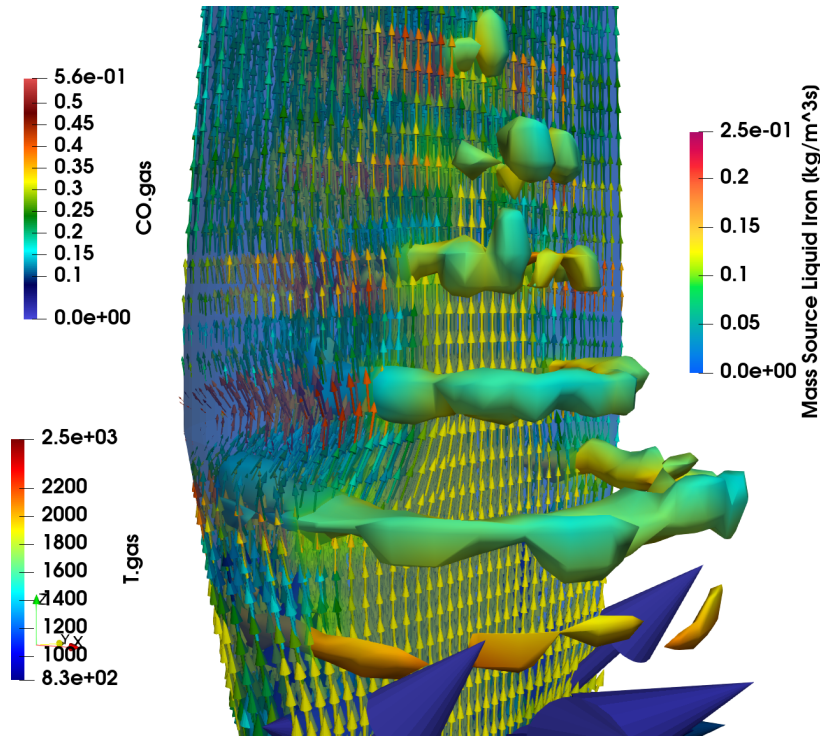 5.6e-01
0.5
0.45
0.4
0.35
0.3
0.25
0.2
0.15
0.1
0.0e+00
CO.gas
2.5e-01
0.2
0.15
0.1
0.05
0.0e+00
Mass Source Liquid Iron (kg/m^3s)
2.5e+03
2200
2000
1800
1600
1400
1200
1000
8.3e+02
T.gas
Z
Y
X